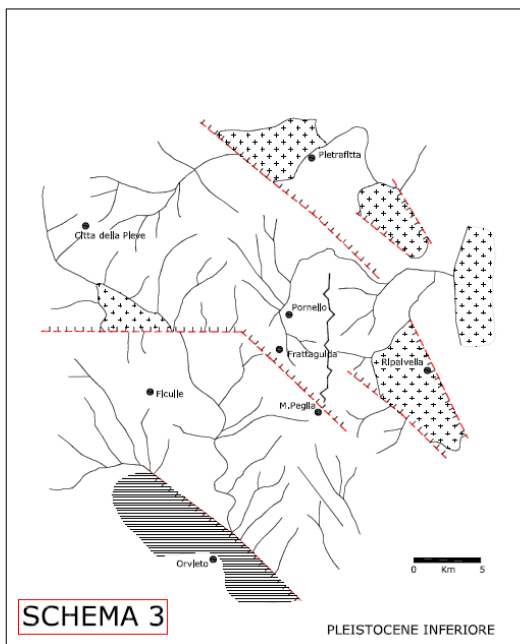 Pietrafitta
Citta della Pieve
Pornello
Frattaguida
Ripalvella
Ficulle
M.Peglia
Orvieto
0 Km 5
SCHEMA 3
PLEISTOCENE INFERIORE